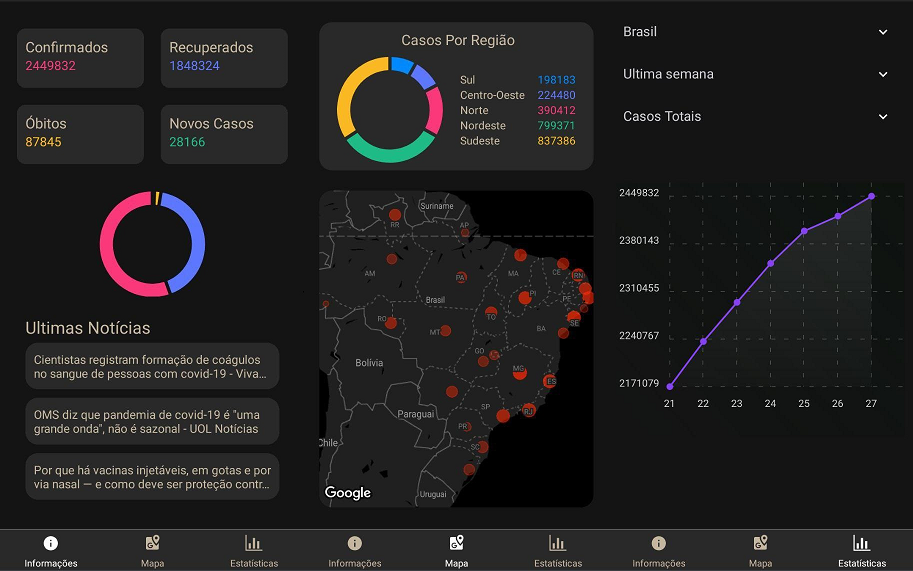 Confirmados
2449832
Recuperados
1848324
Óbitos
87845
Novos Casos
28166
Ultimas Notícias
Cientistas registram formação de coágulos
no sangue de pessoas com covid-19 - Viva...
OMS diz que pandemia de covid-19 é "uma
grande onda", não é sazonal - UOL Notícias
Por que há vacinas injetáveis, em gotas e por
via nasal — e como deve ser proteção contr...
Informações
Mapa
Estatísticas
Casos Por Região
Sul 198183
Centro-Oeste 224480
Norte 390412
Nordeste 799371
Sudeste 837386
Suriname
RR
AP
AM
PA
MA
CE
RN
Brasil
PI
PE
RO
TO
SE
MT
BA
GO
Bolívia
MG
ES
SP
RJ
Paraguai
PR
SC
Chile
Uruguai
Google
Informações
Mapa
Estatísticas
Brasil
Ultima semana
Casos Totais
2449832
2380143
2310455
2240767
2171079
21 22 23 24 25 26 27
Informações
Mapa
Estatísticas